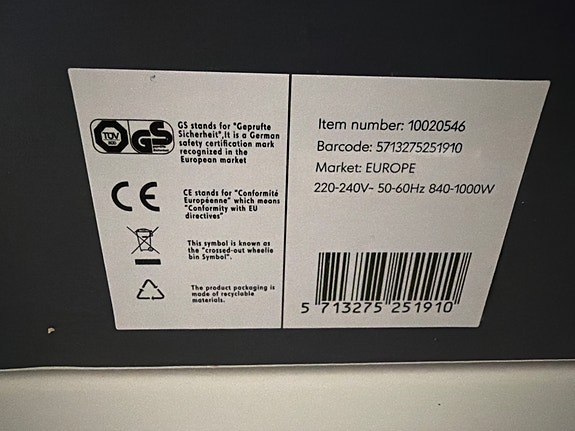 TÜV
GS
GS stands for "Geprufte
Sicherheit",It is a German
safety certification mark
recognized in the
European market
CE
CE stands for "Conformité
Européenne" which means
"Conformity with EU
directives"
This symbol is known as
the "crossed-out wheelie
bin Symbol".
The product packaging is
made of recyclable
materials.
Item number: 10020546
Barcode: 5713275251910
Market: EUROPE
220-240V~ 50-60Hz 840-1000W
5 713275 251910